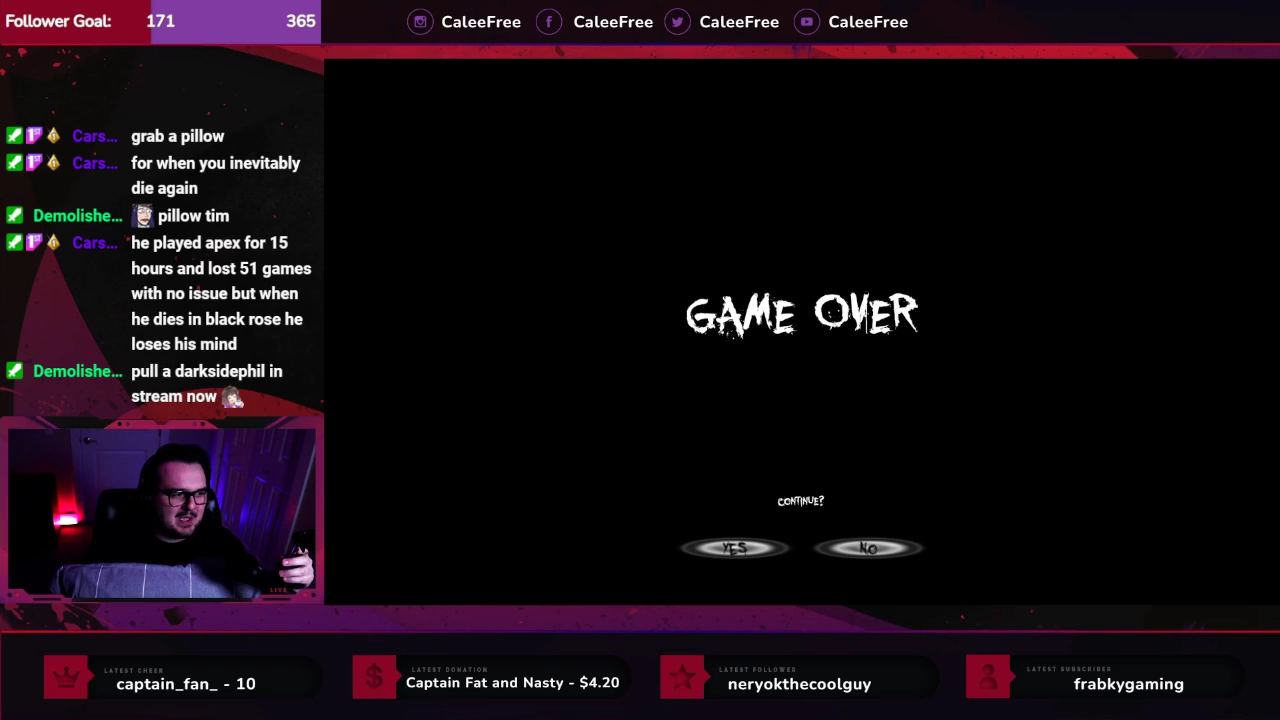 Follower Goal: 171 365
CaleeFree CaleeFree CaleeFree CaleeFree
Cars... grab a pillow
Cars... for when you inevitably
die again
Demolishe... pillow tim
Cars... he played apex for 15
hours and lost 51 games
with no issue but when
he dies in black rose he
loses his mind
Demolishe... pull a darksidephil in
stream now
GAME OVER
CONTINUE?
YES NO
LIVE
LATEST CHEER
captain_fan_ - 10
LATEST DONATION
Captain Fat and Nasty - $4.20
LATEST FOLLOWER
neryokthecoolguy
LATEST SUBSCRIBER
frabkygaming